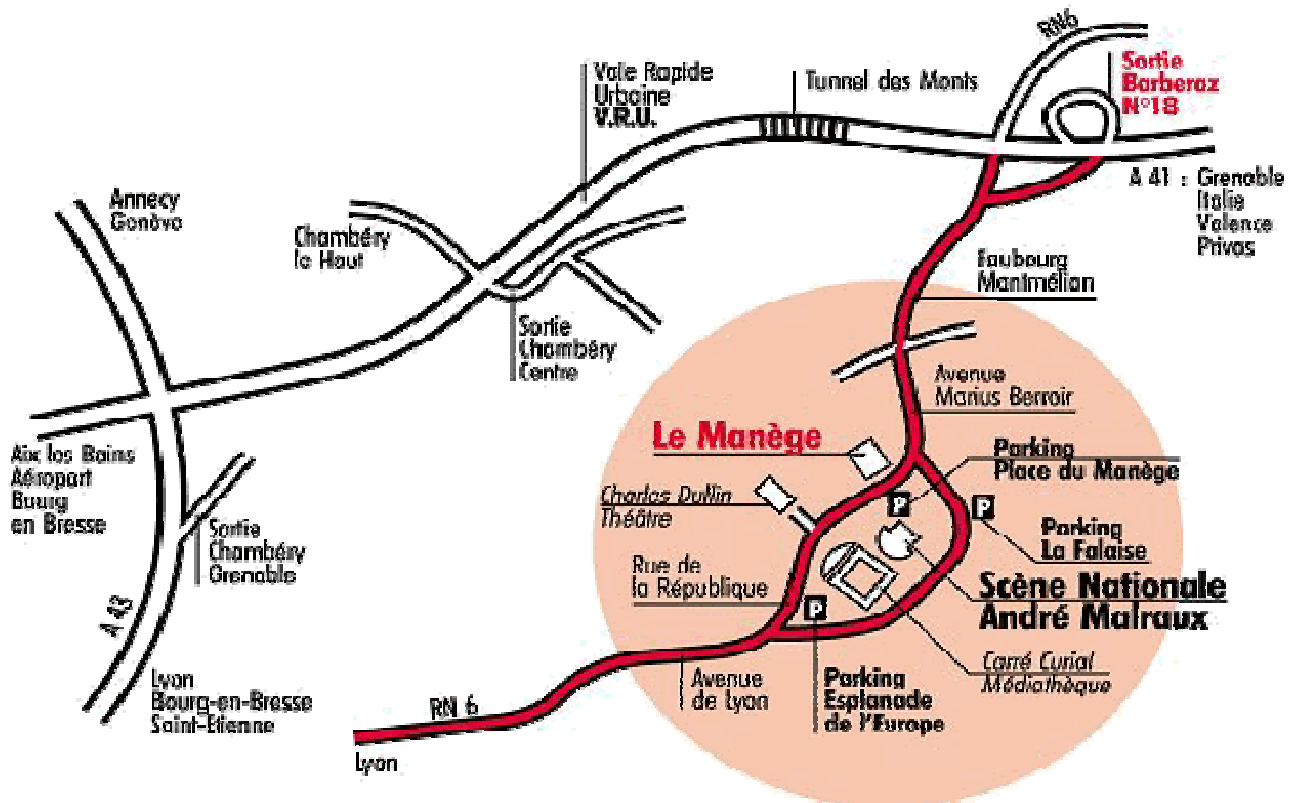 RN6
Sortie
Barberaz
N°18
Voie Rapide
Urbaine
V.R.U.
Tunnel des Monts
A 41 : Grenoble
Italie
Valence
Privas
Annecy
Genève
Chambéry
le Haut
Faubourg
Montmélian
Sortie
Chambéry
Centre
Avenue
Marius Berroir
Le Manège
Parking
Place du Manège
Aix les Bains
Aéroport
Bourg
en Bresse
Charles Dullin
Théâtre
P
P
Parking
La Falaise
Sortie
Chambéry
Grenoble
Rue de
la République
Scène Nationale
André Malraux
P
A 43
Carré Curial
Médiathèque
Lyon
Bourg-en-Bresse
Saint-Etienne
RN 6
Avenue
de Lyon
Parking
Esplanade
de l'Europe
Lyon